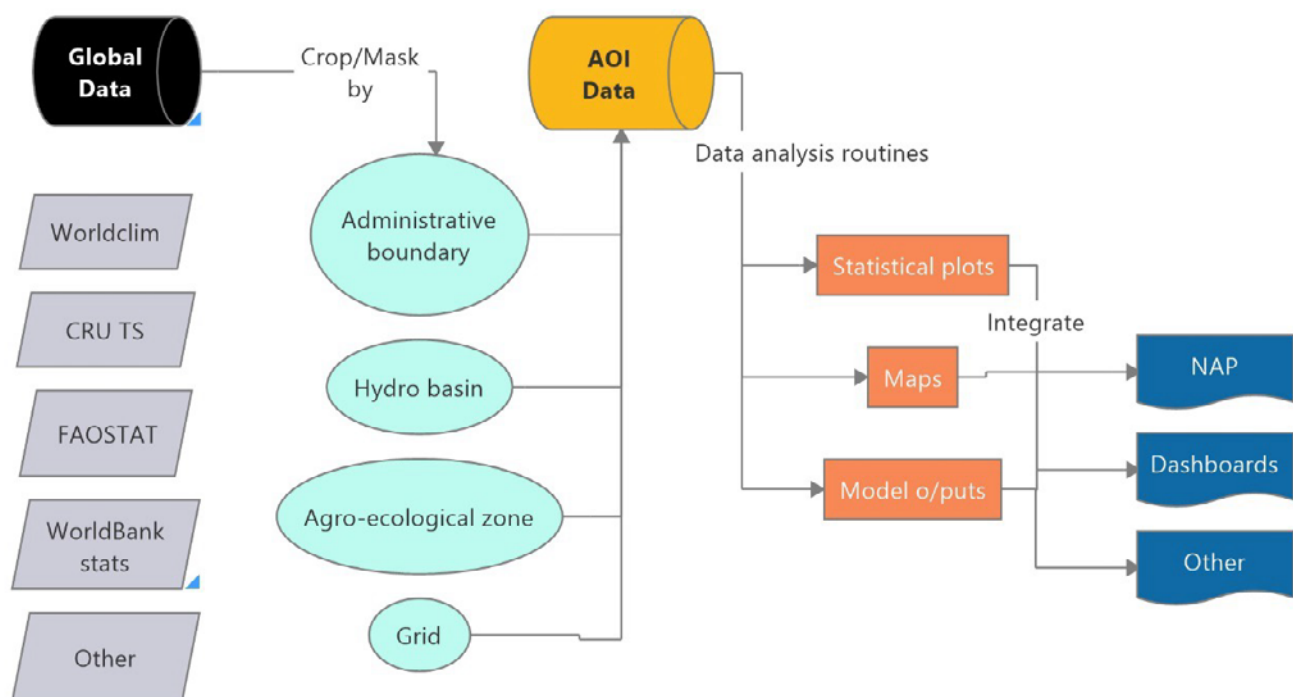 Global
Data
Worldclim
CRU TS
FAOSTAT
WorldBank
stats
Other
Crop/Mask
by
Administrative
boundary
Hydro basin
Agro-ecological zone
Grid
AOI
Data
Data analysis routines
Statistical plots
Maps
Model o/puts
Integrate
NAP
Dashboards
Other